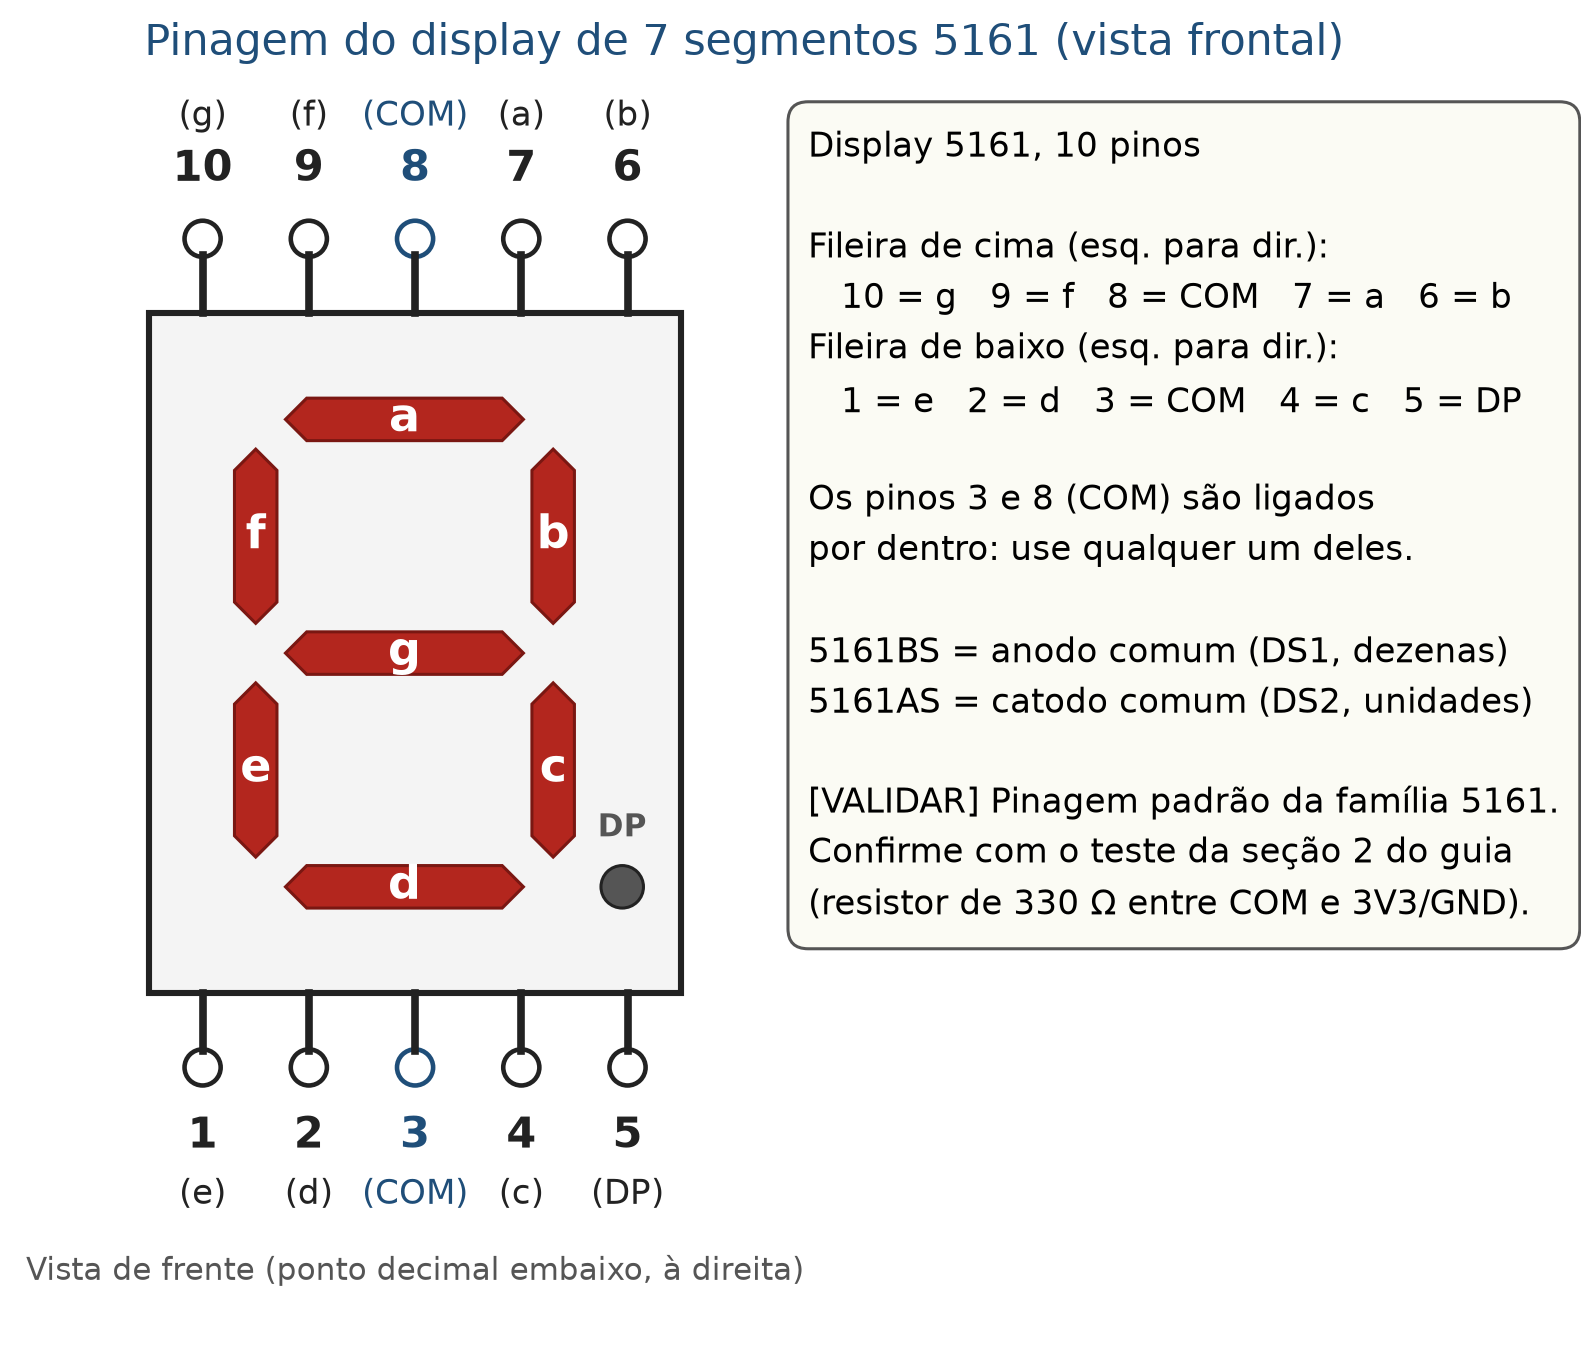 Pinagem do display de 7 segmentos 5161 (vista frontal)
(g) (f) (COM) (a) (b)
10 9 8 7 6
a
f b
g
e c
DP
d
1 2 3 4 5
(e) (d) (COM) (c) (DP)
Vista de frente (ponto decimal embaixo, à direita)
Display 5161, 10 pinos
Fileira de cima (esq. para dir.):
10 = g 9 = f 8 = COM 7 = a 6 = b
Fileira de baixo (esq. para dir.):
1 = e 2 = d 3 = COM 4 = c 5 = DP
Os pinos 3 e 8 (COM) são ligados
por dentro: use qualquer um deles.
5161BS = anodo comum (DS1, dezenas)
5161AS = catodo comum (DS2, unidades)
[VALIDAR] Pinagem padrão da família 5161.
Confirme com o teste da seção 2 do guia
(resistor de 330 Ω entre COM e 3V3/GND).